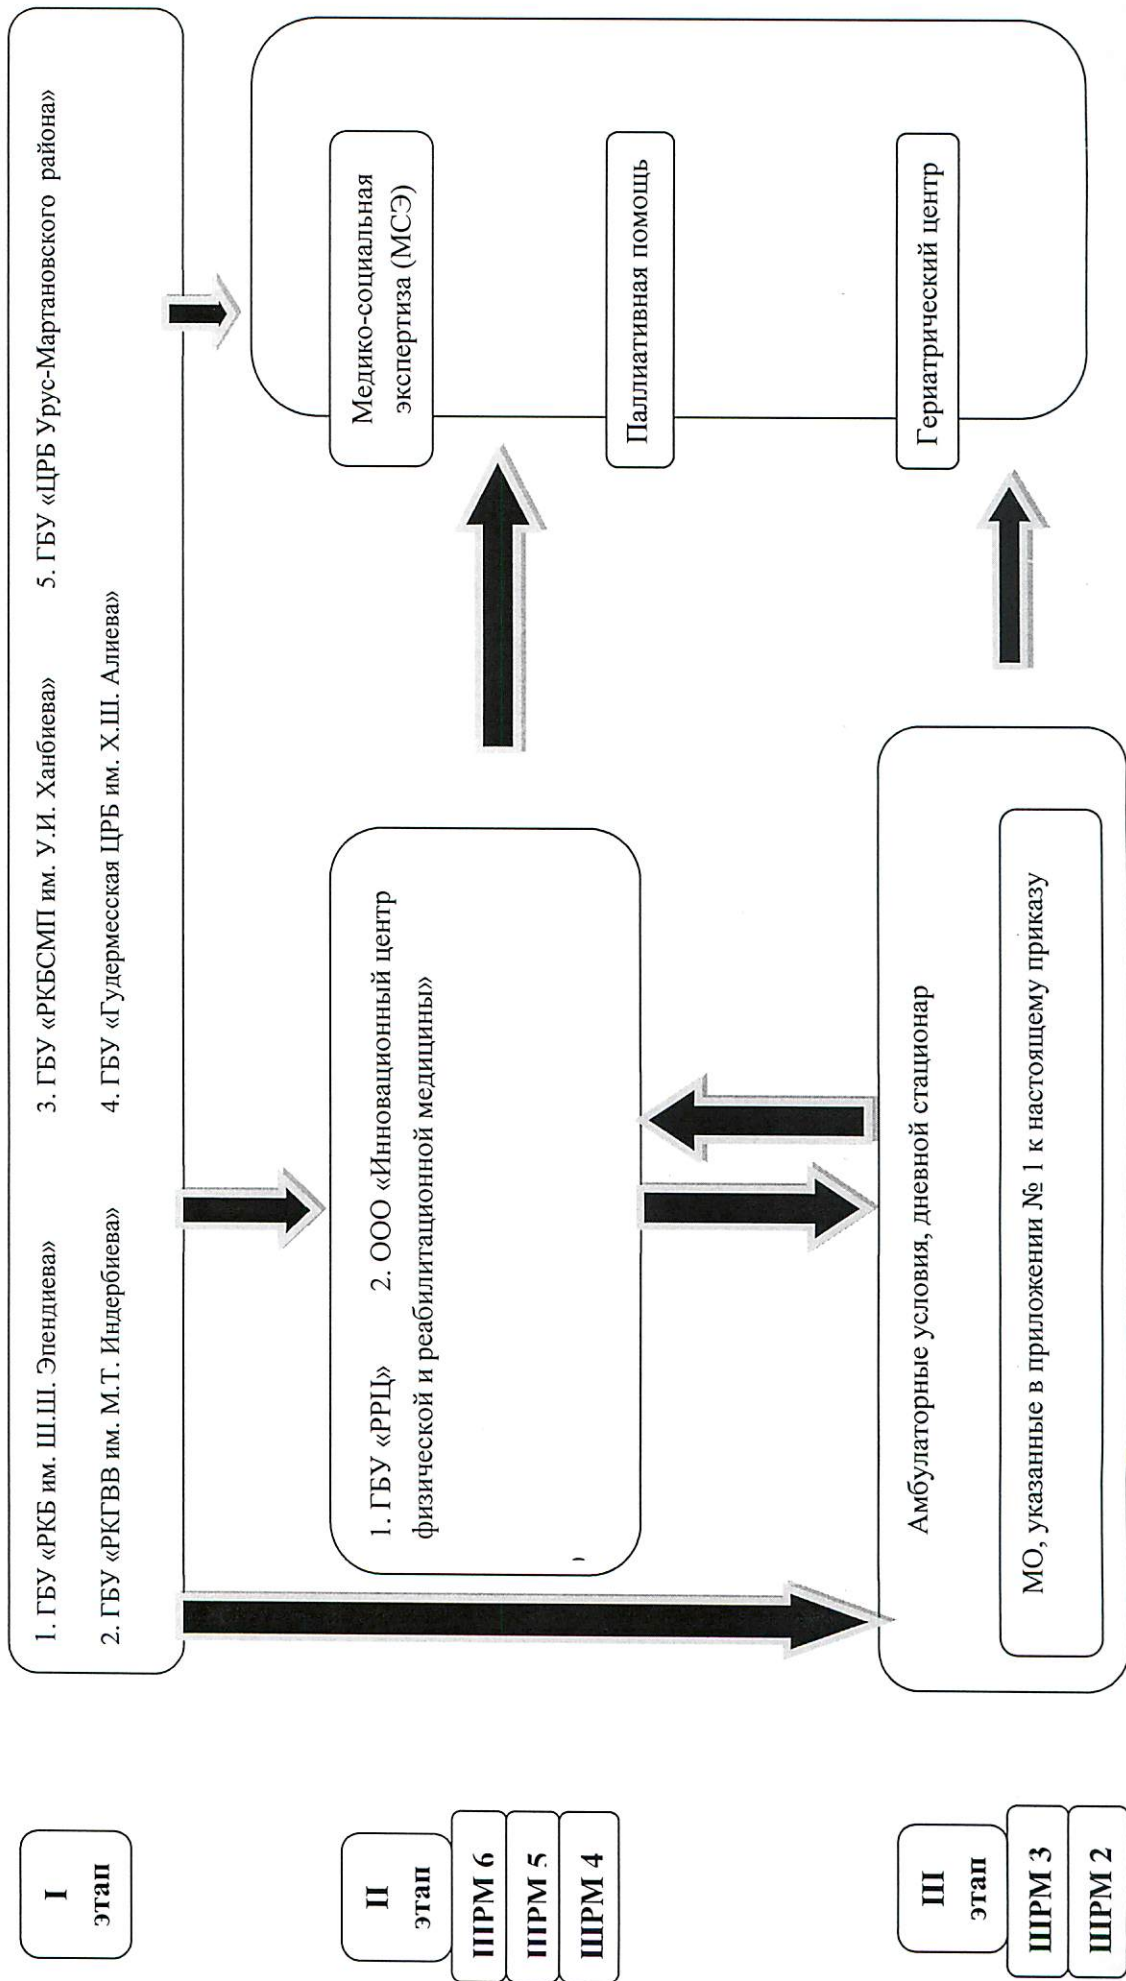 I
этап
1. ГБУ «РКБ им. Ш.Ш. Эпендиева»
3. ГБУ «РКБСМП им. У.И. Ханбиева»
5. ГБУ «ЦРБ Урус-Мартановского района»
2. ГБУ «РКГВВ им. М.Т. Индербиева»
4. ГБУ «Гудермесская ЦРБ им. Х.Ш. Алиева»
II
этап
ШРМ 6
ШРМ 5
ШРМ 4
1. ГБУ «РРЦ» 2. ООО «Инновационный центр
физической и реабилитационной медицины»
Медико-социальная
экспертиза (МСЭ)
Паллиативная помощь
Гериатрический центр
III
этап
ШРМ 3
ШРМ 2
Амбулаторные условия, дневной стационар
МО, указанные в приложении № 1 к настоящему приказу